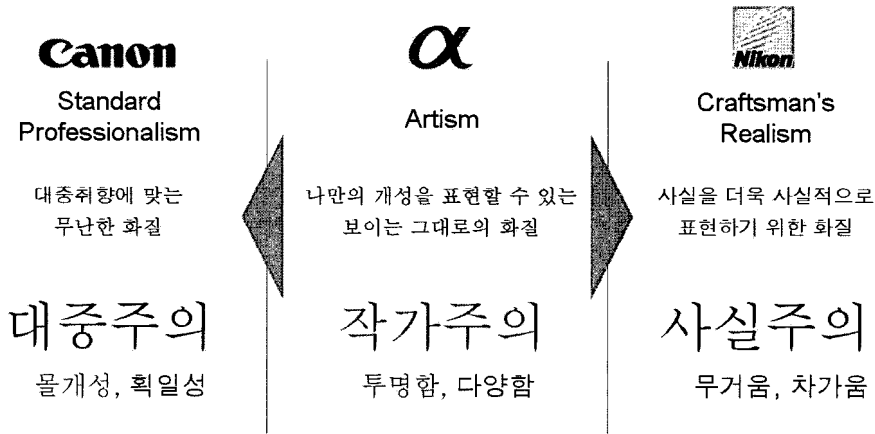 Canon
Standard
Professionalism
대중취향에 맞는
무난한 화질
대중주의
몰개성, 획일성
α
Artism
나만의 개성을 표현할 수 있는
보이는 그대로의 화질
작가주의
투명함, 다양함
Nikon
Craftsman's
Realism
사실을 더욱 사실적으로
표현하기 위한 화질
사실주의
무거움, 차가움